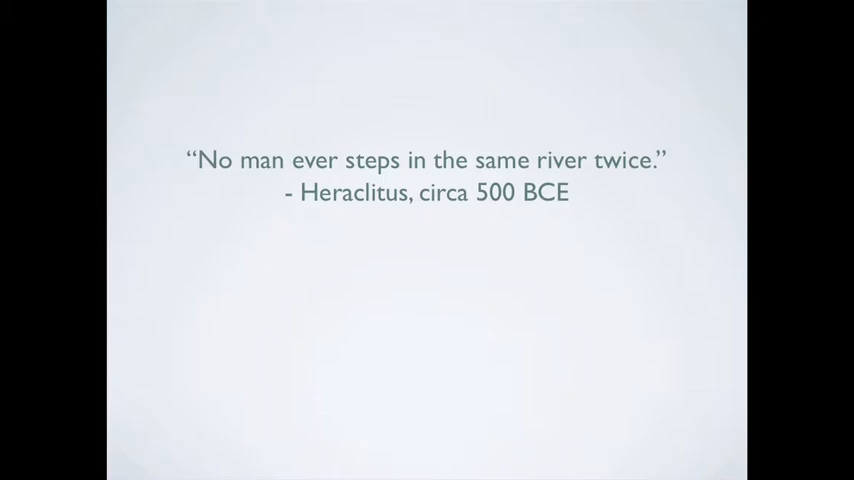 “No man ever steps in the same river twice.”
- Heraclitus, circa 500 BCE